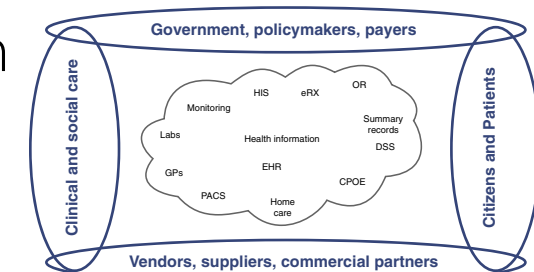 n
Government, policymakers, payers
Clinical and social care
HIS
eRX
OR
Monitoring
Summary
records
Labs
Health information
DSS
GPs
EHR
CPOE
PACS
Home
care
Citizens and Patients
Vendors, suppliers, commercial partners